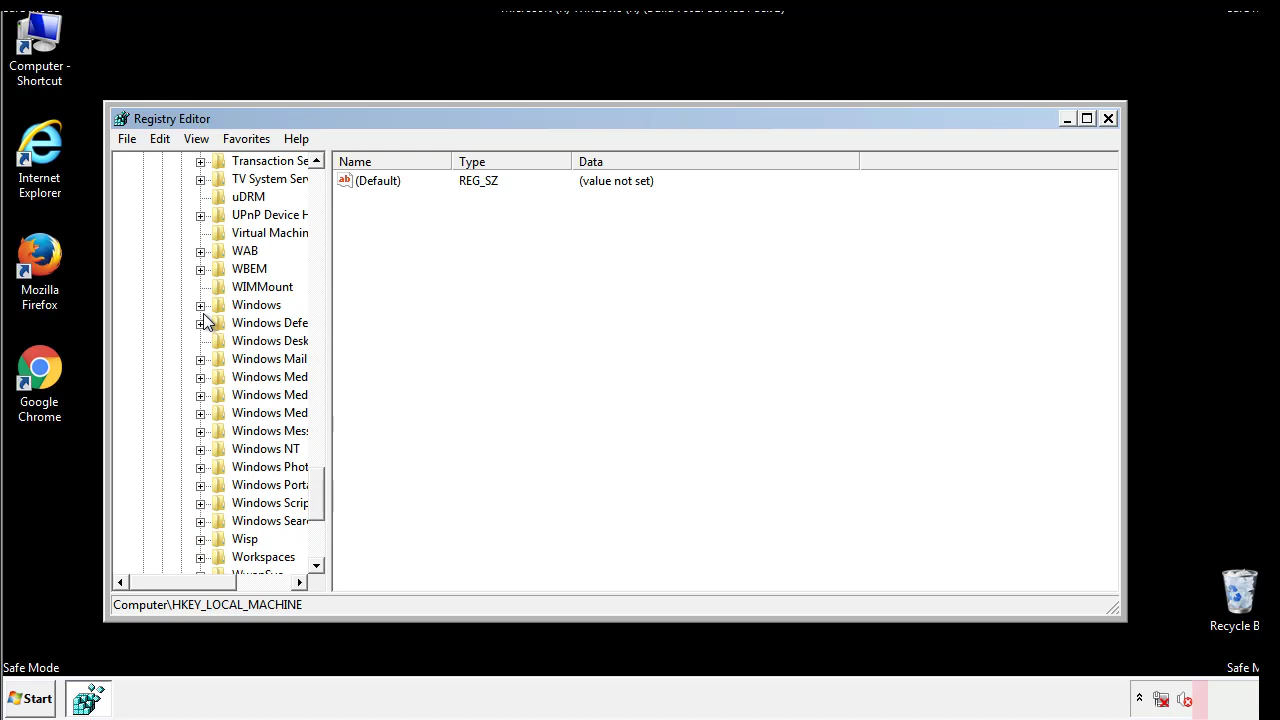 Computer -
Shortcut
Internet
Explorer
Mozilla
Firefox
Google
Chrome
Registry Editor
File Edit View Favorites Help
Transaction Se
TV System Serv
uDRM
UPnP Device H
Virtual Machin
WAB
WBEM
WIMMount
Windows
Windows Defe
Windows Desk
Windows Mail
Windows Med
Windows Med
Windows Med
Windows Mess
Windows NT
Windows Phot
Windows Porta
Windows Scrip
Windows Sear
Wisp
Workspaces
Name Type Data
(Default) REG_SZ (value not set)
Computer\HKEY_LOCAL_MACHINE
Recycle B
Safe Mode
Safe M
Start